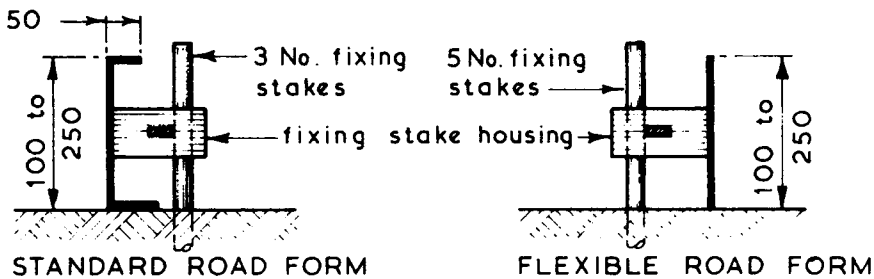 50
3 No. fixing
stakes
5 No. fixing
stakes
100 to
250
fixing stake housing
100 to
250
STANDARD ROAD FORM
FLEXIBLE ROAD FORM